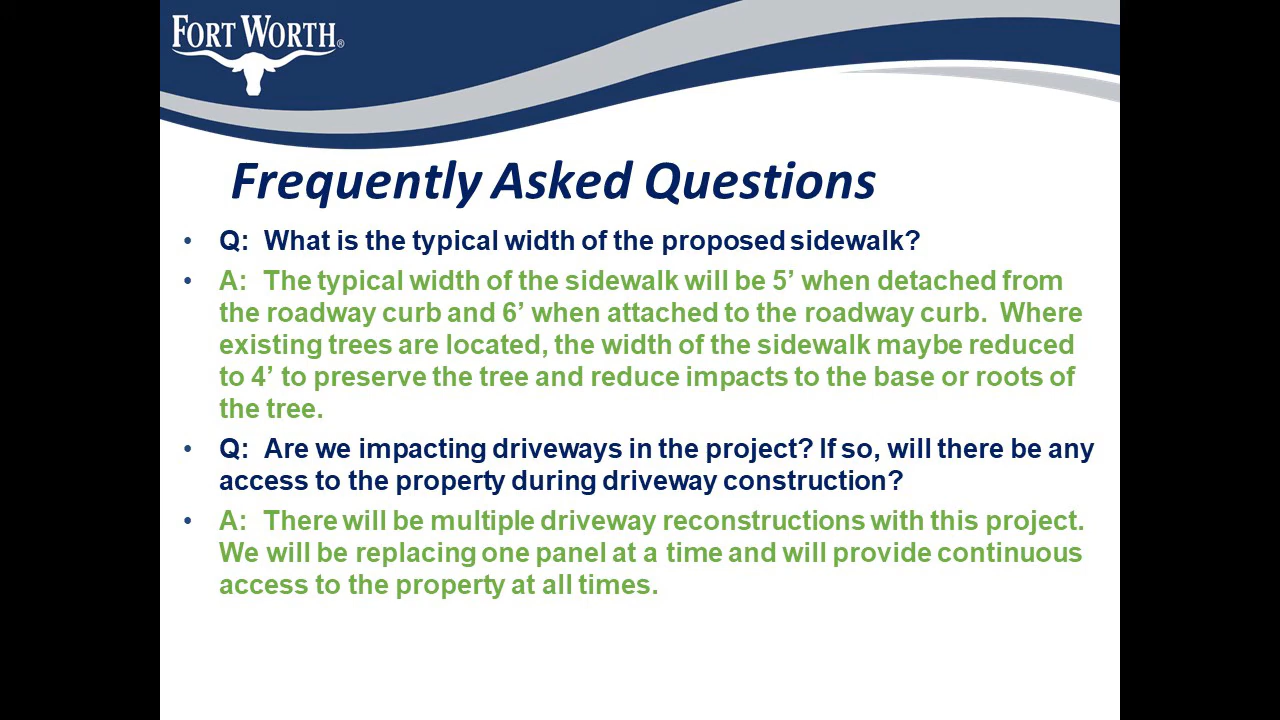 FORT WORTH®
Frequently Asked Questions
• Q:  What is the typical width of the proposed sidewalk?
• A:  The typical width of the sidewalk will be 5’ when detached from
the roadway curb and 6’ when attached to the roadway curb.  Where
existing trees are located, the width of the sidewalk maybe reduced
to 4’ to preserve the tree and reduce impacts to the base or roots of
the tree.
• Q:  Are we impacting driveways in the project? If so, will there be any
access to the property during driveway construction?
• A:  There will be multiple driveway reconstructions with this project.
We will be replacing one panel at a time and will provide continuous
access to the property at all times.